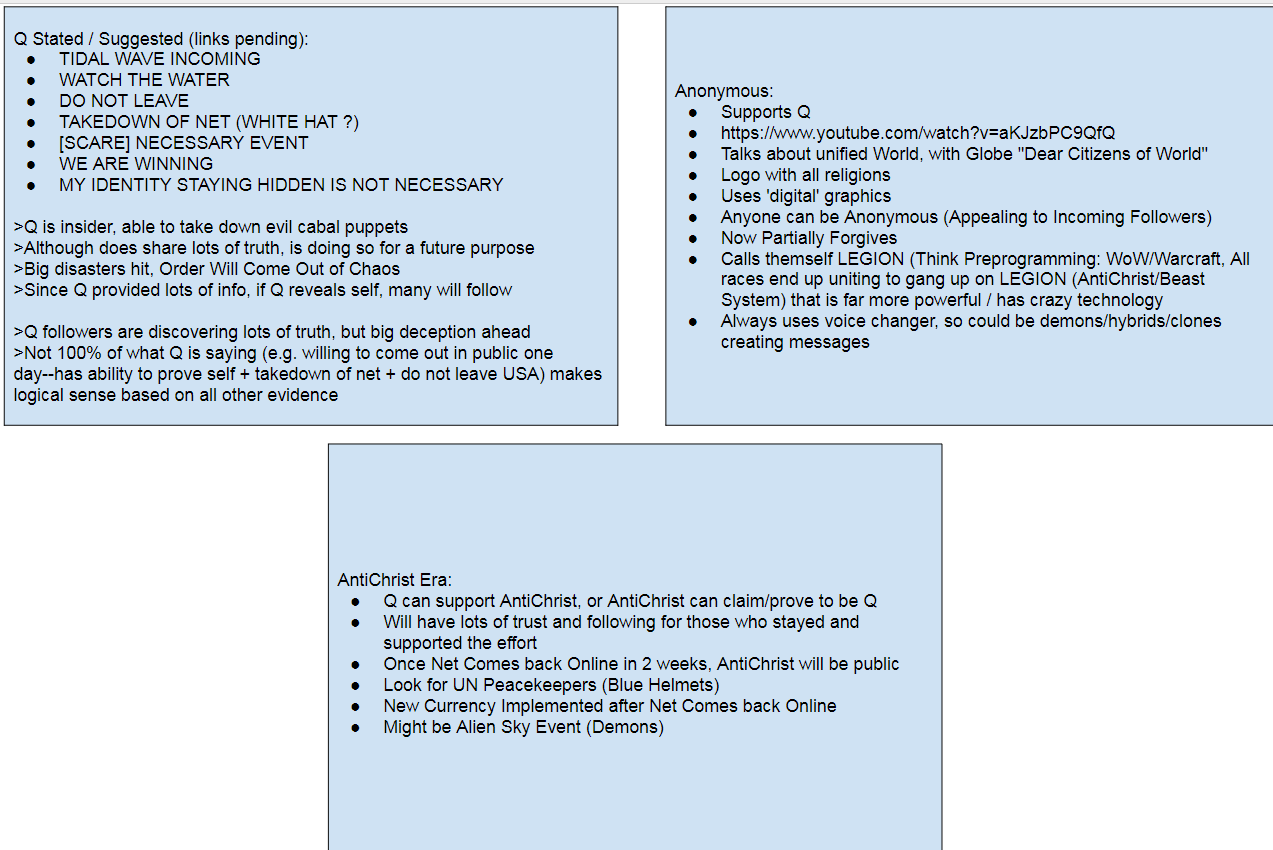 Q Stated / Suggested (links pending):
● TIDAL WAVE INCOMING
● WATCH THE WATER
● DO NOT LEAVE
● TAKEDOWN OF NET (WHITE HAT ?)
● [SCARE] NECESSARY EVENT
● WE ARE WINNING
● MY IDENTITY STAYING HIDDEN IS NOT NECESSARY
>Q is insider, able to take down evil cabal puppets
>Although does share lots of truth, is doing so for a future purpose
>Big disasters hit, Order Will Come Out of Chaos
>Since Q provided lots of info, if Q reveals self, many will follow
>Q followers are discovering lots of truth, but big deception ahead
>Not 100% of what Q is saying (e.g. willing to come out in public one
day--has ability to prove self + takedown of net + do not leave USA) makes
logical sense based on all other evidence
Anonymous:
● Supports Q
● https://www.youtube.com/watch?v=aKJzbPC9QfQ
● Talks about unified World, with Globe "Dear Citizens of World"
● Logo with all religions
● Uses 'digital' graphics
● Anyone can be Anonymous (Appealing to Incoming Followers)
● Now Partially Forgives
● Calls themself LEGION (Think Preprogramming: WoW/Warcraft, All
races end up uniting to gang up on LEGION (AntiChrist/Beast
System) that is far more powerful / has crazy technology
● Always uses voice changer, so could be demons/hybrids/clones
creating messages
AntiChrist Era:
● Q can support AntiChrist, or AntiChrist can claim/prove to be Q
● Will have lots of trust and following for those who stayed and
supported the effort
● Once Net Comes back Online in 2 weeks, AntiChrist will be public
● Look for UN Peacekeepers (Blue Helmets)
● New Currency Implemented after Net Comes back Online
● Might be Alien Sky Event (Demons)